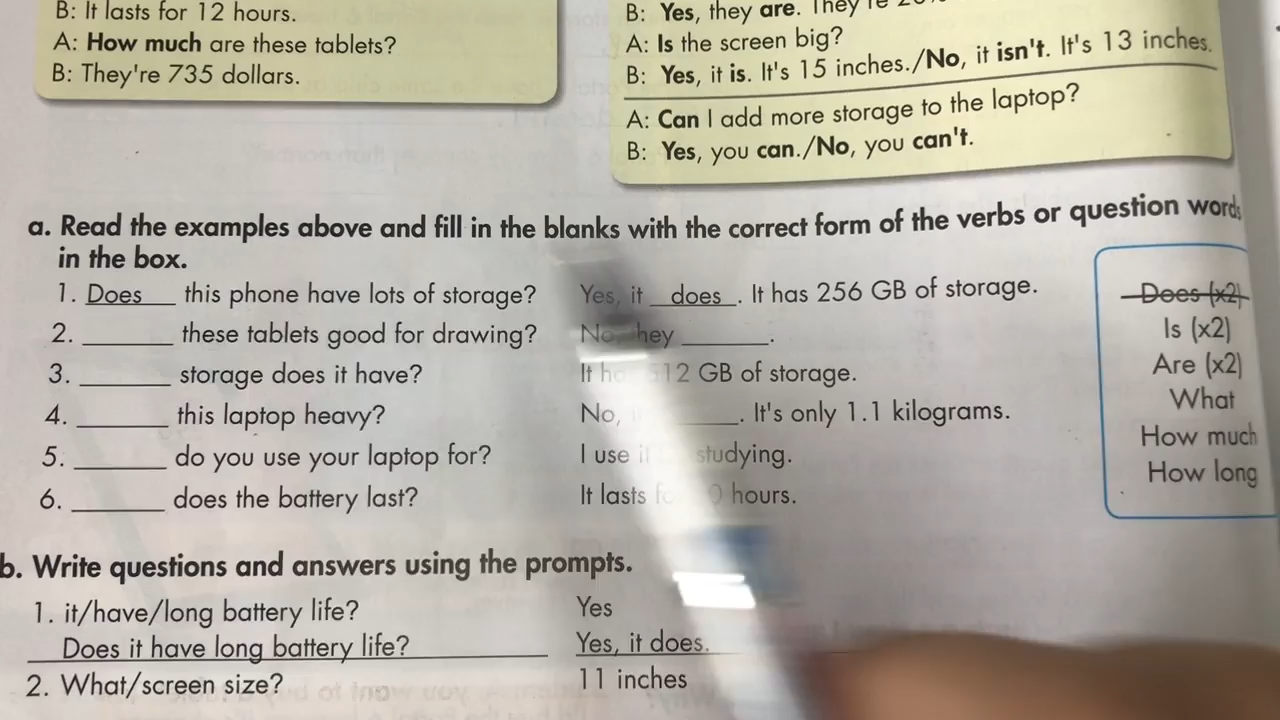 B: It lasts for 12 hours.
A: How much are these tablets?
B: They're 735 dollars.
B: Yes, they are. They're
A: Is the screen big?
B: Yes, it is. It's 15 inches./No, it isn't. It's 13 inches.
A: Can I add more storage to the laptop?
B: Yes, you can./No, you can't.
a. Read the examples above and fill in the blanks with the correct form of the verbs or question words
in the box.
1. Does this phone have lots of storage? Yes, it does. It has 256 GB of storage.
2. ______ these tablets good for drawing? No, hey ______.
3. ______ storage does it have? It 512 GB of storage.
4. ______ this laptop heavy? No, ______. It's only 1.1 kilograms.
5. ______ do you use your laptop for? I use studying.
6. ______ does the battery last? It lasts hours.
Does (x2)
Is (x2)
Are (x2)
What
How much
How long
b. Write questions and answers using the prompts.
1. it/have/long battery life? Yes
Does it have long battery life? Yes, it does.
2. What/screen size? 11 inches